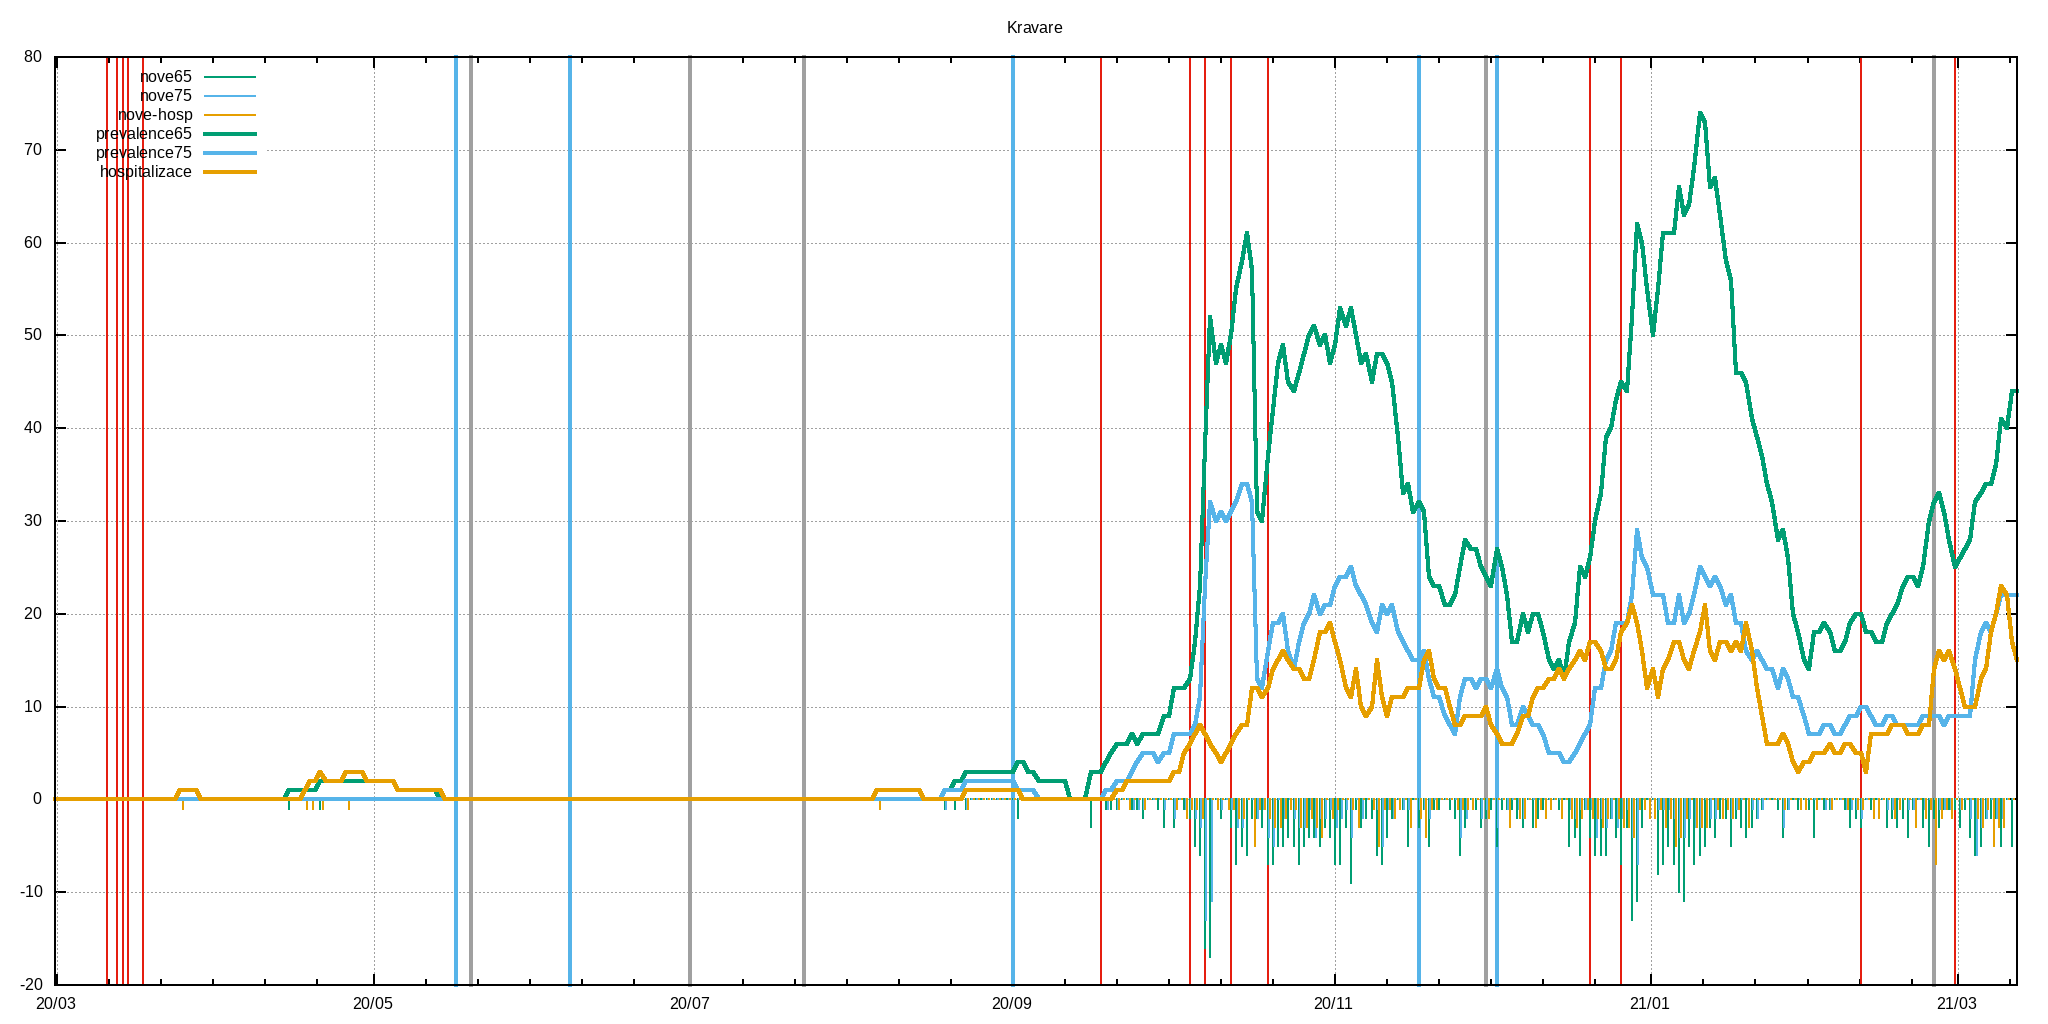 Kravare
80
70
60
50
40
30
20
10
0
-10
-20
nove65
nove75
nove-hosp
prevalence65
prevalence75
hospitalizace
20/03 20/05 20/07 20/09 20/11 21/01 21/03